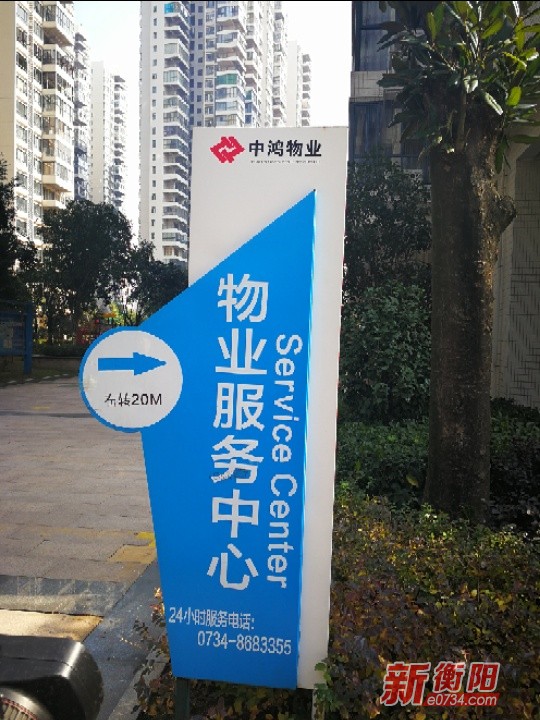 中鸿物业
物业服务中心
Service Center
右转20M
24小时服务电话:
0734-8683355
新衡阳
e0734.com